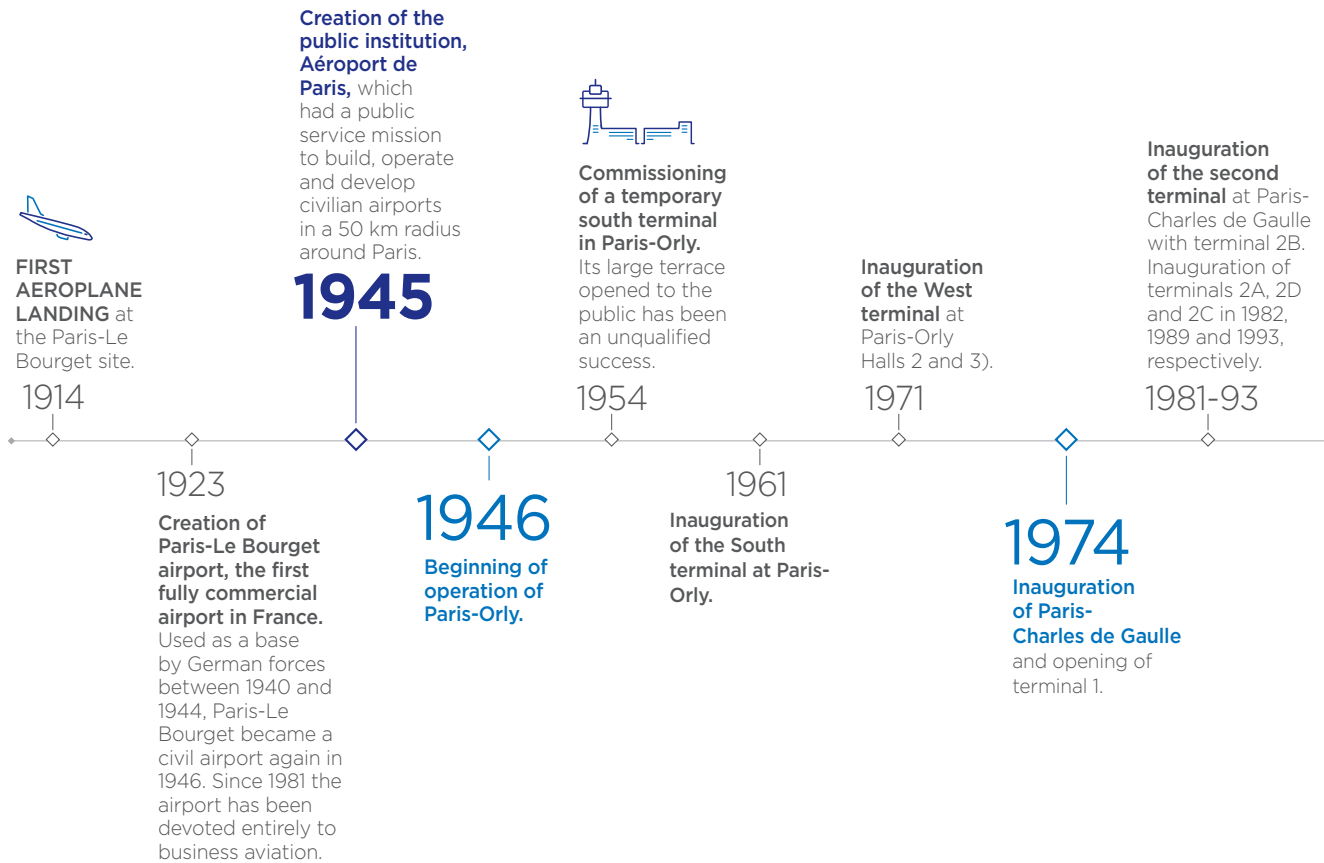 FIRST
AEROPLANE
LANDING at
the Paris-Le
Bourget site.
1914
1923
Creation of
Paris-Le Bourget
airport, the first
fully commercial
airport in France.
Used as a base
by German forces
between 1940 and
1944, Paris-Le
Bourget became a
civil airport again in
1946. Since 1981 the
airport has been
devoted entirely to
business aviation.
Creation of the
public institution,
Aéroport de
Paris, which
had a public
service mission
to build, operate
and develop
civilian airports
in a 50 km radius
around Paris.
1945
1946
Beginning of
operation of
Paris-Orly.
Commissioning
of a temporary
south terminal
in Paris-Orly.
Its large terrace
opened to the
public has been
an unqualified
success.
1954
1961
Inauguration
of the South
terminal at Paris-
Orly.
Inauguration
of the West
terminal at
Paris-Orly
Halls 2 and 3).
1971
1974
Inauguration
of Paris-
Charles de Gaulle
and opening of
terminal 1.
Inauguration
of the second
terminal at Paris-
Charles de Gaulle
with terminal 2B.
Inauguration of
terminals 2A, 2D
and 2C in 1982,
1989 and 1993,
respectively.
1981-93